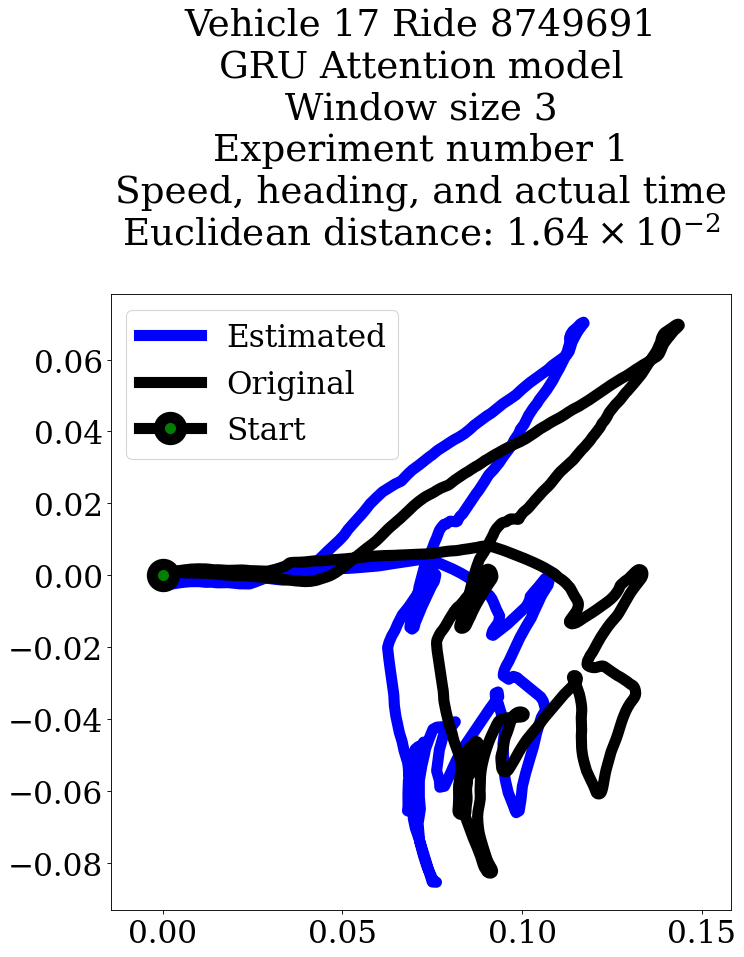 Vehicle 17 Ride 8749691
GRU Attention model
Window size 3
Experiment number 1
Speed, heading, and actual time
Euclidean distance: 1.64 × 10⁻²
Estimated
Original
Start
0.06
0.04
0.02
0.00
−0.02
−0.04
−0.06
−0.08
0.00 0.05 0.10 0.15